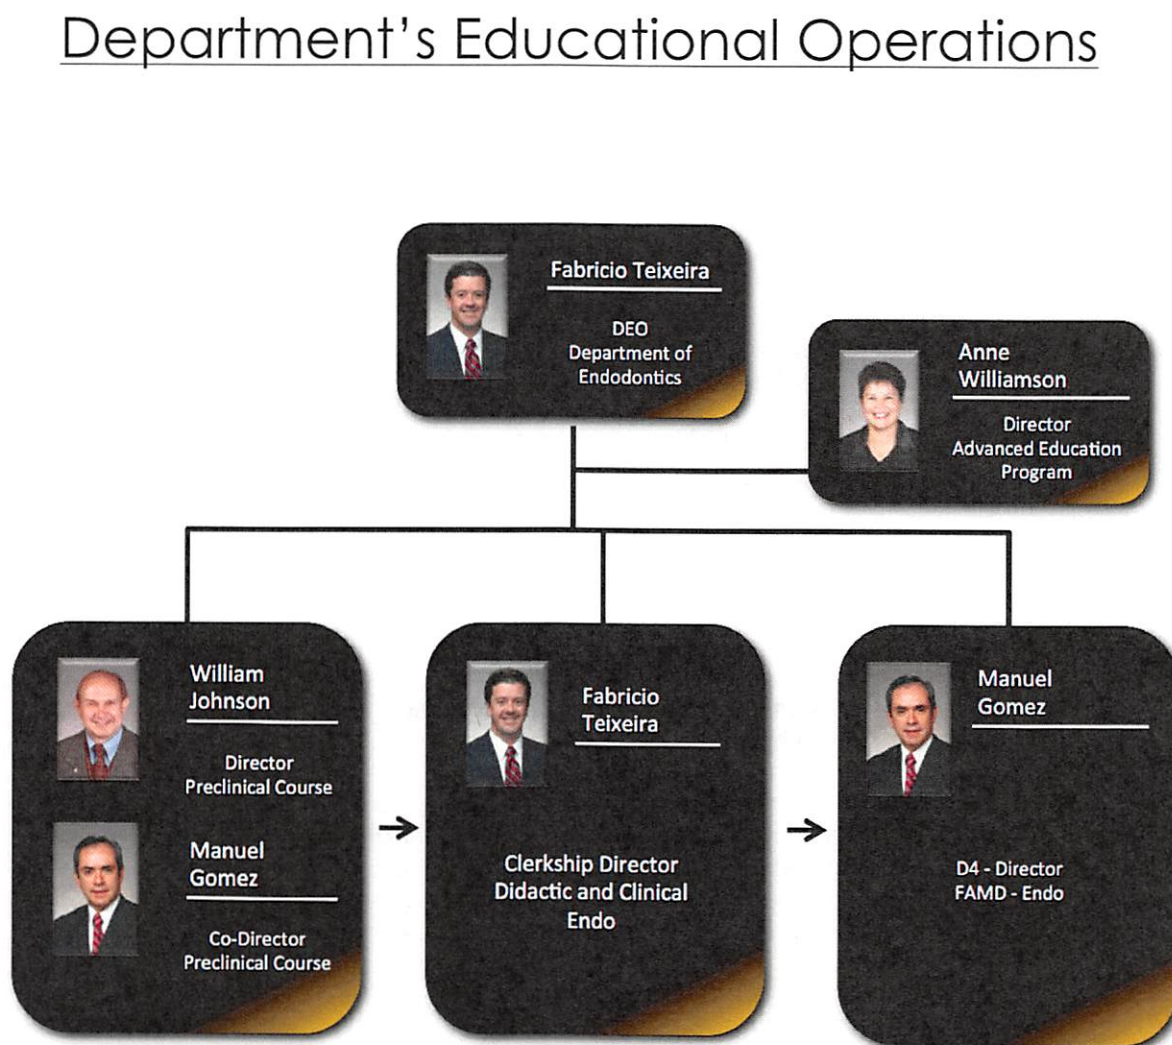 Department's Educational Operations
Fabricio Teixeira
DEO
Department of
Endodontics
Anne
Williamson
Director
Advanced Education
Program
William
Johnson
Director
Preclinical Course
Manuel
Gomez
Co-Director
Preclinical Course
Fabricio
Teixeira
Clerkship Director
Didactic and Clinical
Endo
Manuel
Gomez
D4 - Director
FAMD - Endo